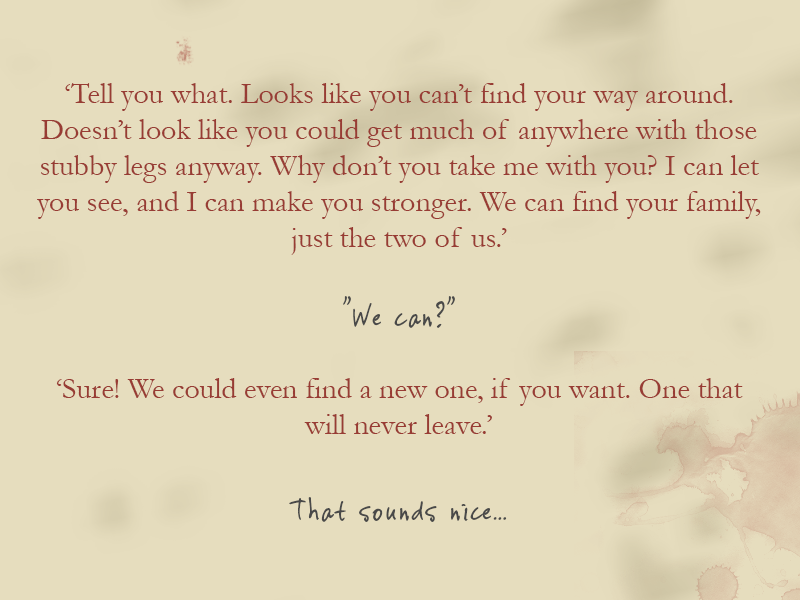 ‘Tell you what. Looks like you can’t find your way around.
Doesn’t look like you could get much of anywhere with those
stubby legs anyway. Why don’t you take me with you? I can let
you see, and I can make you stronger. We can find your family,
just the two of us.’
"We can?"
‘Sure! We could even find a new one, if you want. One that
will never leave.’
That sounds nice...